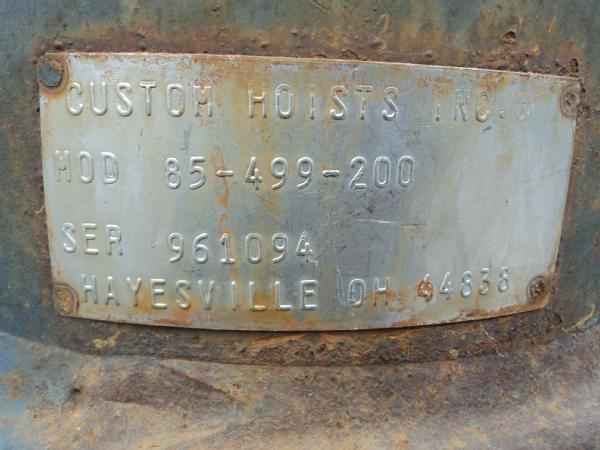 CUSTOM HOISTS INC.
MOD 85-499-200
SER 961094
HAYESVILLE OH 44838